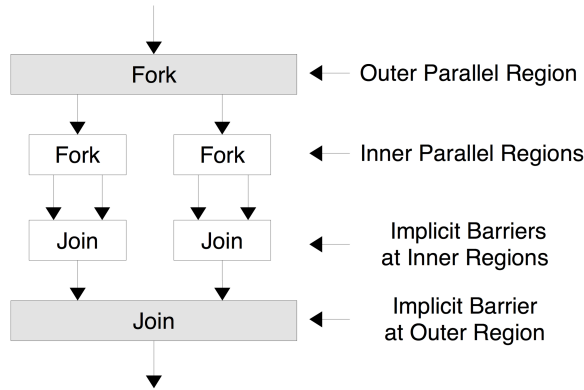 Fork
Outer Parallel Region
Fork
Fork
Inner Parallel Regions
Join
Join
Implicit Barriers
at Inner Regions
Join
Implicit Barrier
at Outer Region